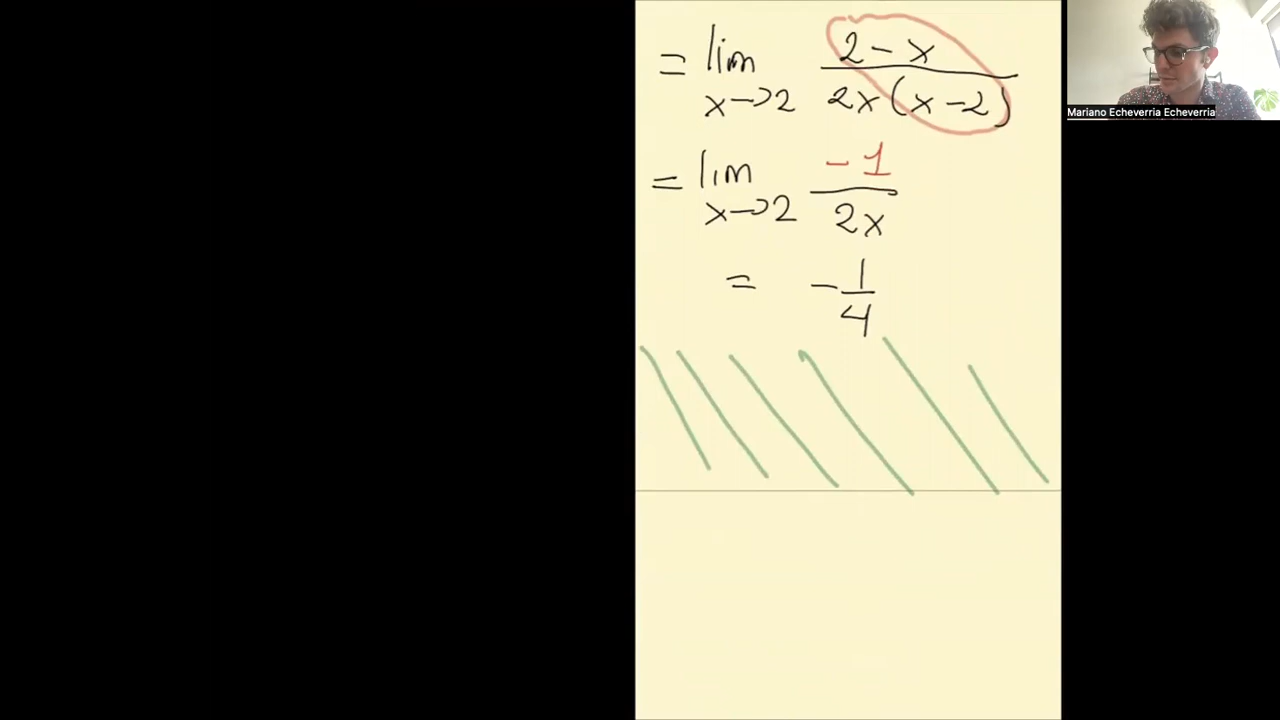 = lim x→2 (2 - x) / (2x(x-2))
Mariano Echeverria Echeverria
= lim x→2 -1 / 2x
= - 1/4